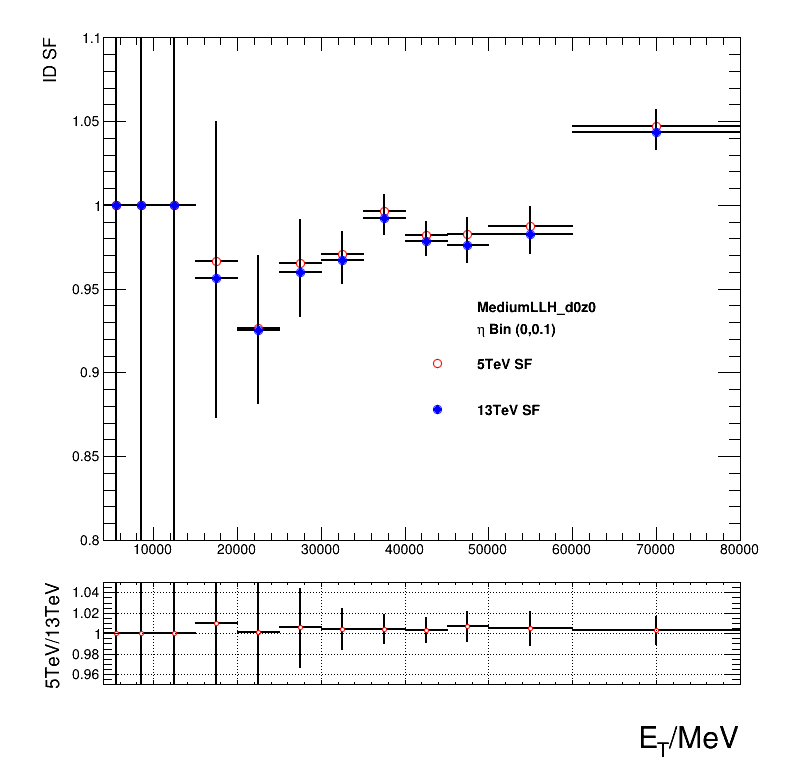 ID SF
1.1
1.05
1
0.95
0.9
0.85
0.8
MediumLLH_d0z0
η Bin (0,0.1)
5TeV SF
13TeV SF
10000 20000 30000 40000 50000 60000 70000 80000
5TeV/13TeV
1.04
1.02
1
0.98
0.96
E_T/MeV